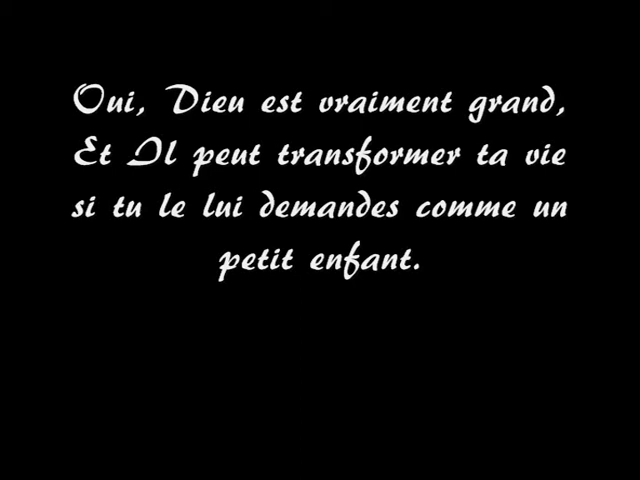 Oui, Dieu est vraiment grand,
Et Il peut transformer ta vie
si tu le lui demandes comme un
petit enfant.